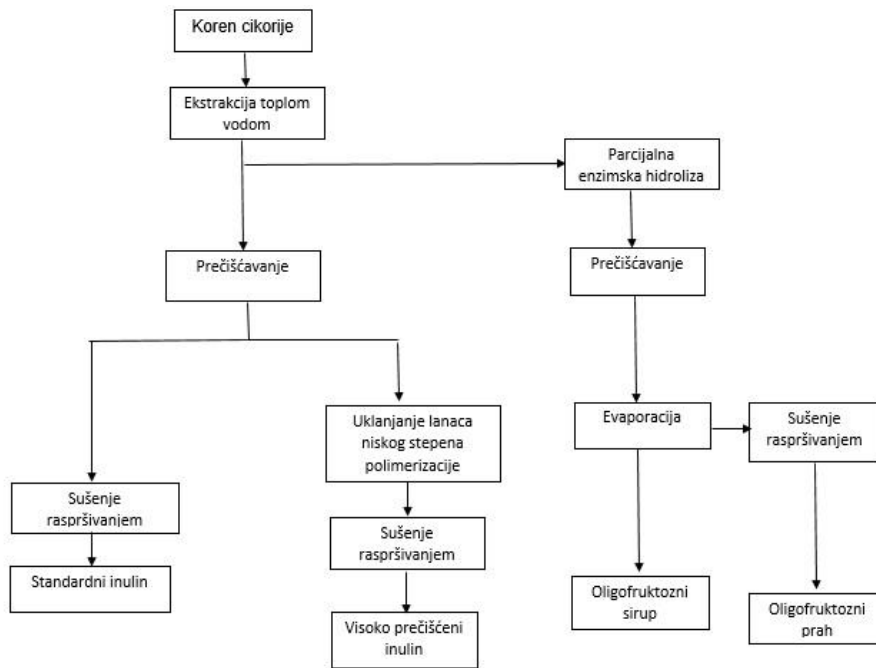 Koren cikorije
Ekstrakcija toplom
vodom
Parcijalna
enzimska hidroliza
Prečišćavanje
Prečišćavanje
Uklanjanje lanaca
niskog stepena
polimerizacije
Evaporacija
Sušenje
raspršivanjem
Sušenje
raspršivanjem
Sušenje
raspršivanjem
Standardni inulin
Oligofruktozni
sirup
Oligofruktozni
prah
Visoko prečišćeni
inulin